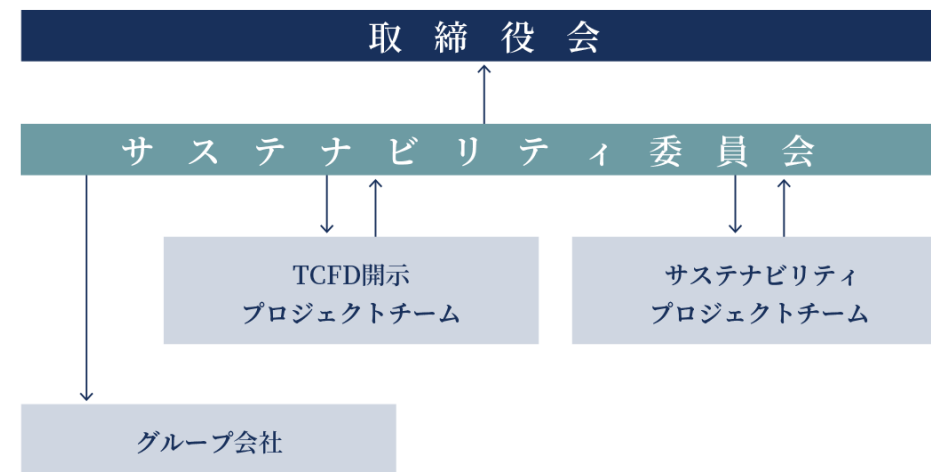 取締役会
サステナビリティ委員会
TCFD開示
プロジェクトチーム
サステナビリティ
プロジェクトチーム
グループ会社